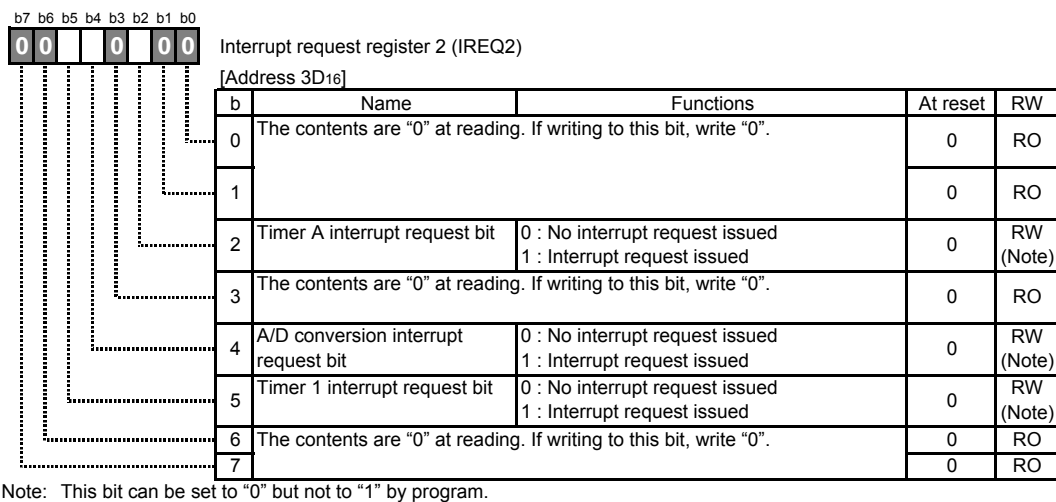 b7 b6 b5 b4 b3 b2 b1 b0
0 0 0 0 0
Interrupt request register 2 (IREQ2)
[Address 3D16]
b Name Functions At reset RW
0 The contents are “0” at reading. If writing to this bit, write “0”. 0 RO
1 0 RO
2 Timer A interrupt request bit 0 : No interrupt request issued 0 RW
1 : Interrupt request issued (Note)
3 The contents are “0” at reading. If writing to this bit, write “0”. 0 RO
4 A/D conversion interrupt 0 : No interrupt request issued 0 RW
request bit 1 : Interrupt request issued (Note)
5 Timer 1 interrupt request bit 0 : No interrupt request issued 0 RW
1 : Interrupt request issued (Note)
6 The contents are “0” at reading. If writing to this bit, write “0”. 0 RO
7 0 RO
Note: This bit can be set to “0” but not to “1” by program.